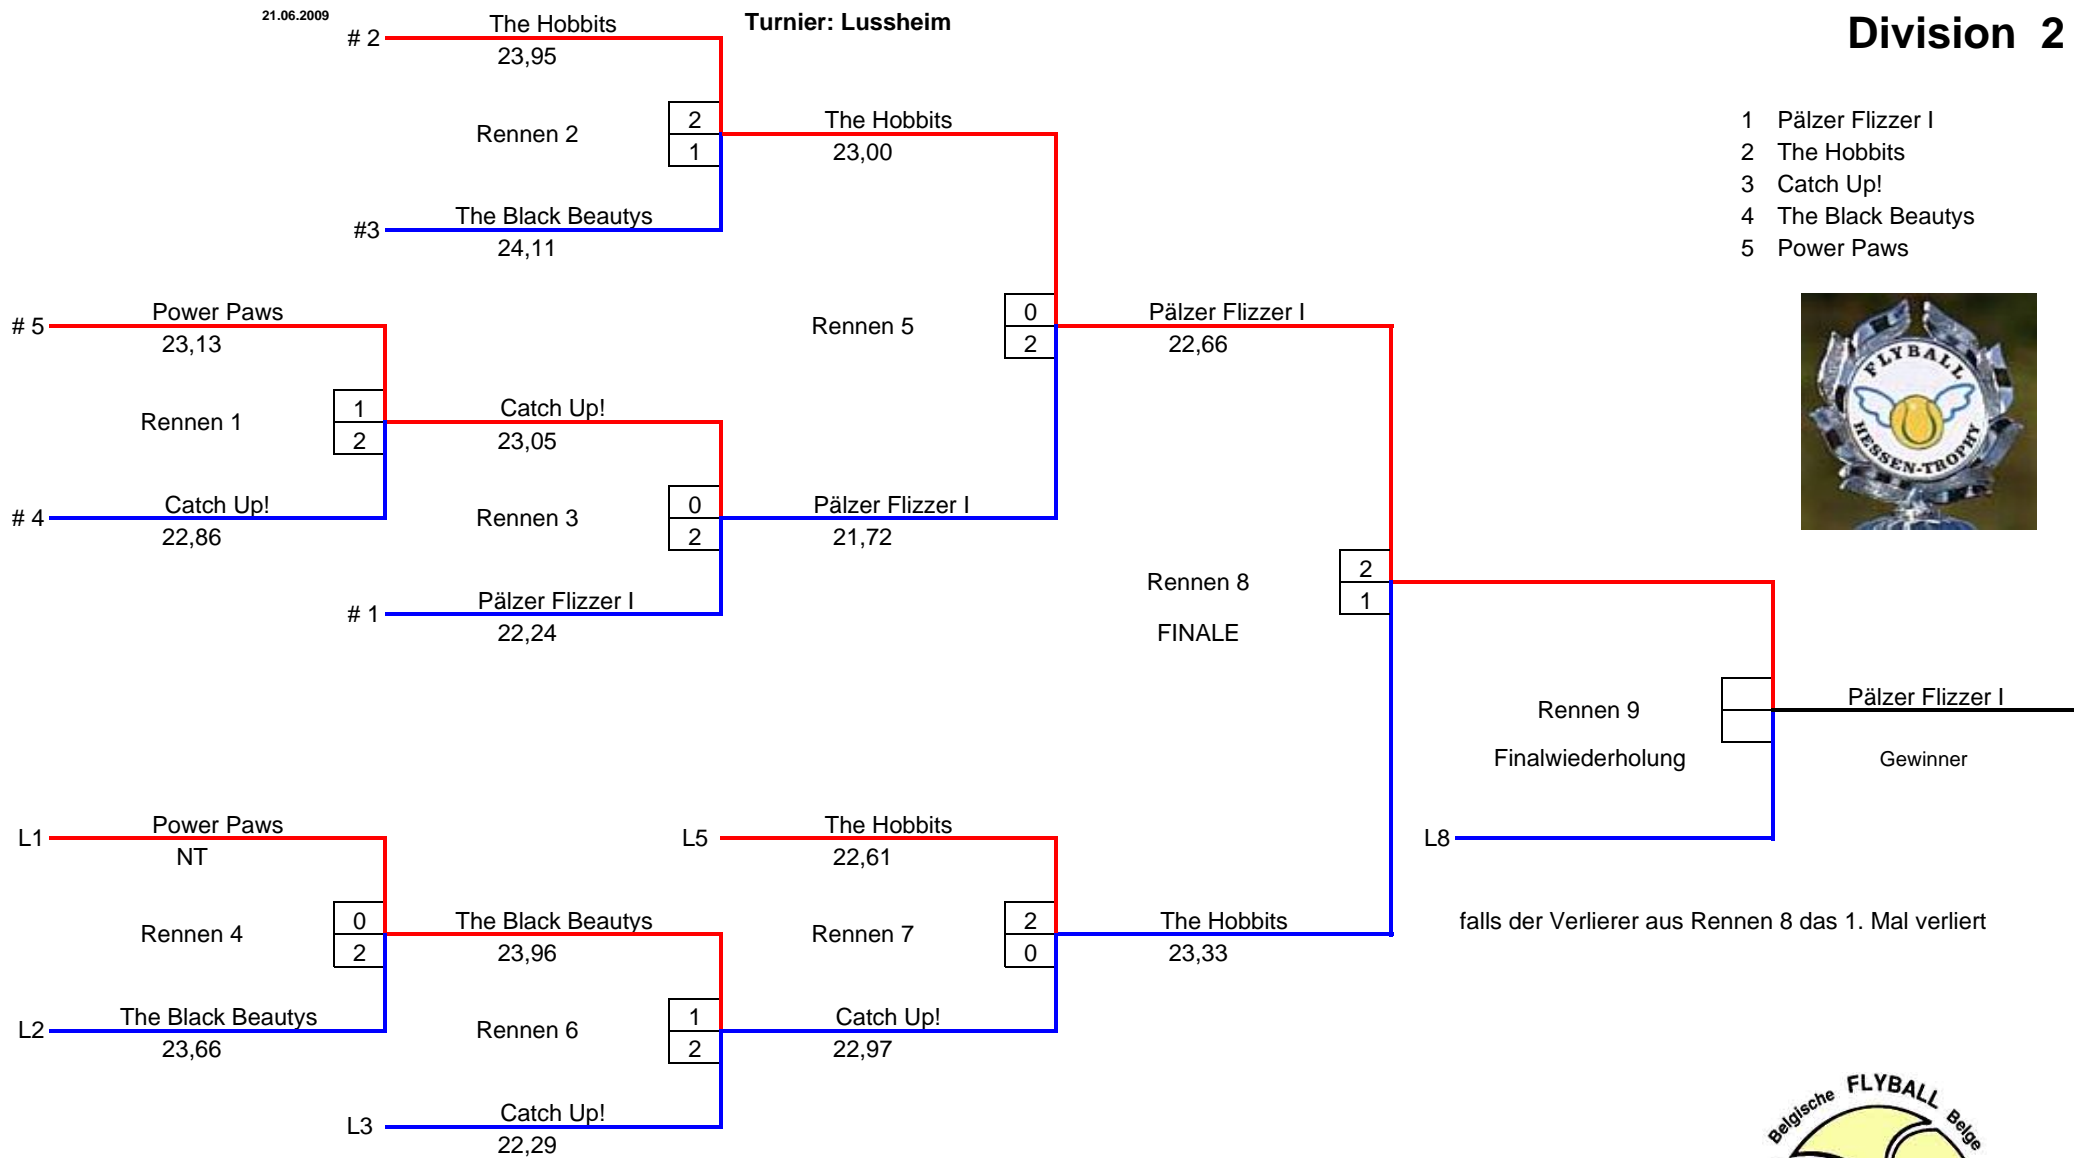 21.06.2009
Turnier: Lussheim
Division 2
# 2
The Hobbits
23,95
Rennen 2
2
1
#3
The Black Beautys
24,11
The Hobbits
23,00
1 Pälzer Flizzer I
2 The Hobbits
3 Catch Up!
4 The Black Beautys
5 Power Paws
FLYBALL
HESSEN-TROPHY
# 5
Power Paws
23,13
Rennen 1
1
2
# 4
Catch Up!
22,86
Catch Up!
23,05
Rennen 3
0
2
# 1
Pälzer Flizzer I
22,24
Rennen 5
0
2
Pälzer Flizzer I
21,72
Pälzer Flizzer I
22,66
Rennen 8
FINALE
2
1
Rennen 9
Finalwiederholung
Pälzer Flizzer I
Gewinner
L8
falls der Verlierer aus Rennen 8 das 1. Mal verliert
L1
Power Paws
NT
Rennen 4
0
2
L2
The Black Beautys
23,66
The Black Beautys
23,96
Rennen 6
1
2
L3
Catch Up!
22,29
L5
The Hobbits
22,61
Rennen 7
2
0
Catch Up!
22,97
The Hobbits
23,33
Belgische FLYBALL Belge